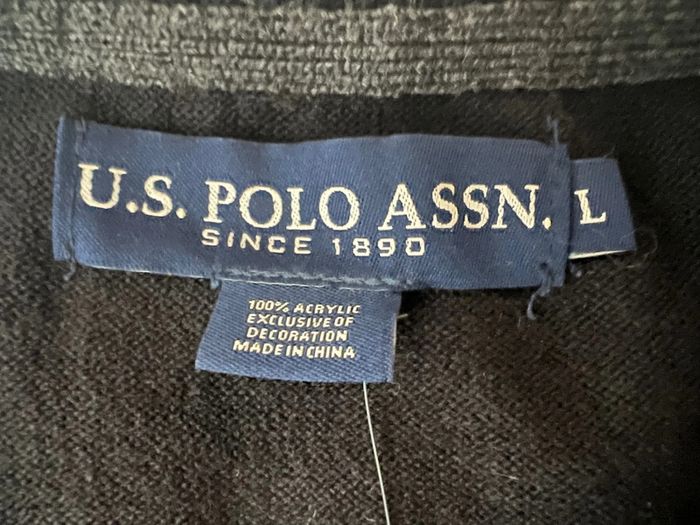 U.S. POLO ASSN. L
SINCE 1890
100% ACRYLIC
EXCLUSIVE OF
DECORATION
MADE IN CHINA